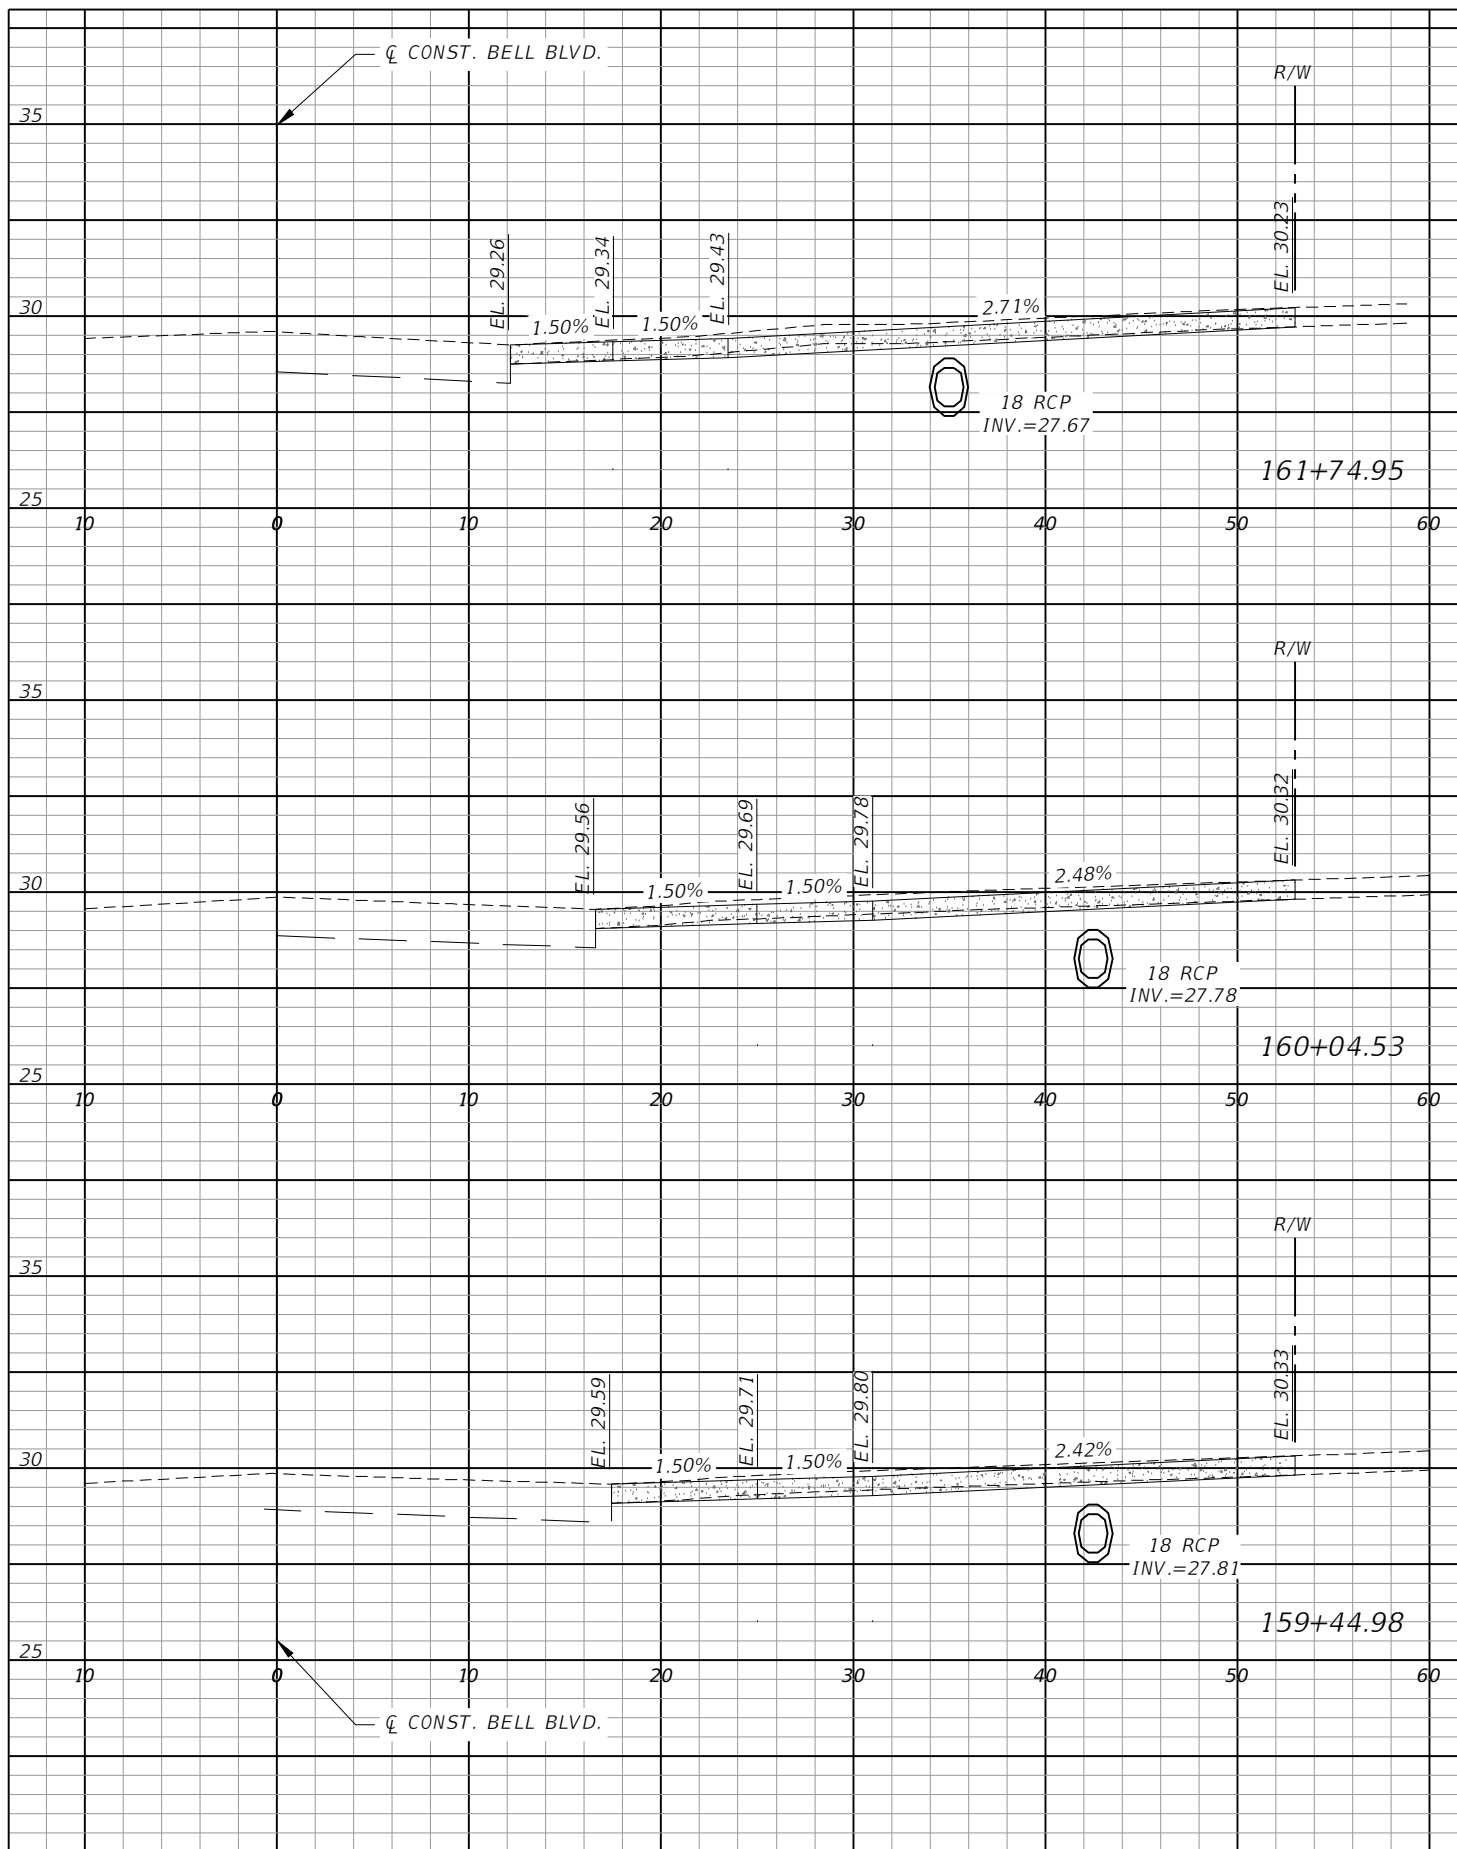 ℄ CONST. BELL BLVD.
R/W
35
EL. 29.26
EL. 29.34
EL. 29.43
EL. 30.23
30
1.50%
1.50%
2.71%
18 RCP
INV.=27.67
161+74.95
25
10 0 10 20 30 40 50 60
R/W
35
EL. 29.56
EL. 29.69
EL. 29.78
EL. 30.32
30
1.50%
1.50%
2.48%
18 RCP
INV.=27.78
160+04.53
25
10 0 10 20 30 40 50 60
R/W
35
EL. 29.59
EL. 29.71
EL. 29.80
EL. 30.33
30
1.50%
1.50%
2.42%
18 RCP
INV.=27.81
159+44.98
25
10 0 10 20 30 40 50 60
℄ CONST. BELL BLVD.